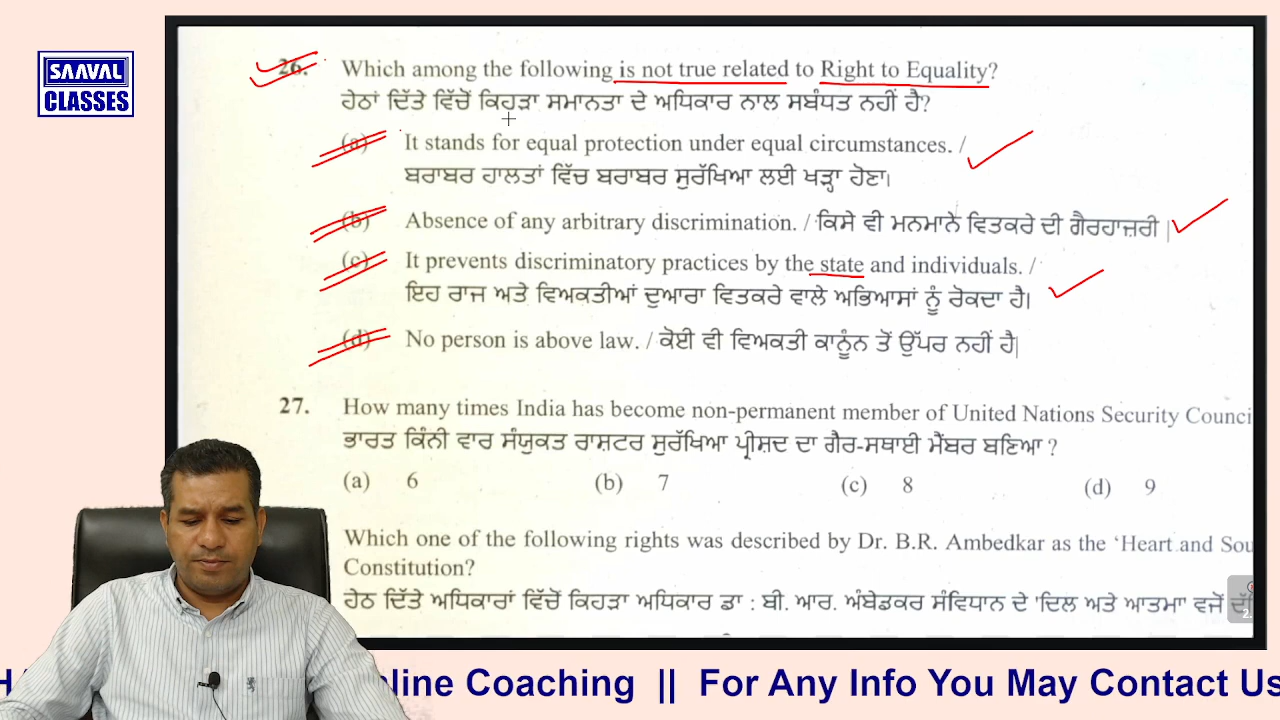 SAAVAL
CLASSES
26. Which among the following is not true related to Right to Equality?
ਹੇਠਾਂ ਦਿੱਤੇ ਵਿੱਚੋਂ ਕਿਹੜਾ ਸਮਾਨਤਾ ਦੇ ਅਧਿਕਾਰ ਨਾਲ ਸਬੰਧਤ ਨਹੀਂ ਹੈ?
(a) It stands for equal protection under equal circumstances. /
ਬਰਾਬਰ ਹਾਲਤਾਂ ਵਿੱਚ ਬਰਾਬਰ ਸੁਰੱਖਿਆ ਲਈ ਖੜ੍ਹਾ ਹੋਣਾ।
(b) Absence of any arbitrary discrimination. / ਕਿਸੇ ਵੀ ਮਨਮਾਨੇ ਵਿਤਕਰੇ ਦੀ ਗੈਰਹਾਜ਼ਰੀ |
(c) It prevents discriminatory practices by the state and individuals. /
ਇਹ ਰਾਜ ਅਤੇ ਵਿਅਕਤੀਆਂ ਦੁਆਰਾ ਵਿਤਕਰੇ ਵਾਲੇ ਅਭਿਆਸਾਂ ਨੂੰ ਰੋਕਦਾ ਹੈ।
(d) No person is above law. / ਕੋਈ ਵੀ ਵਿਅਕਤੀ ਕਾਨੂੰਨ ਤੋਂ ਉੱਪਰ ਨਹੀਂ ਹੈ|
27. How many times India has become non-permanent member of United Nations Security Counci
ਭਾਰਤ ਕਿੰਨੀ ਵਾਰ ਸੰਯੁਕਤ ਰਾਸ਼ਟਰ ਸੁਰੱਖਿਆ ਪ੍ਰੀਸ਼ਦ ਦਾ ਗੈਰ-ਸਥਾਈ ਮੈਂਬਰ ਬਣਿਆ ?
(a) 6 (b) 7 (c) 8 (d) 9
Which one of the following rights was described by Dr. B.R. Ambedkar as the ‘Heart and Sou
Constitution?
ਹੇਠ ਦਿੱਤੇ ਅਧਿਕਾਰਾਂ ਵਿੱਚੋਂ ਕਿਹੜਾ ਅਧਿਕਾਰ ਡਾ : ਬੀ. ਆਰ. ਅੰਬੇਡਕਰ ਸੰਵਿਧਾਨ ਦੇ 'ਦਿਲ ਅਤੇ ਆਤਮਾ' ਵਜੋਂ
nline Coaching || For Any Info You May Contact Us